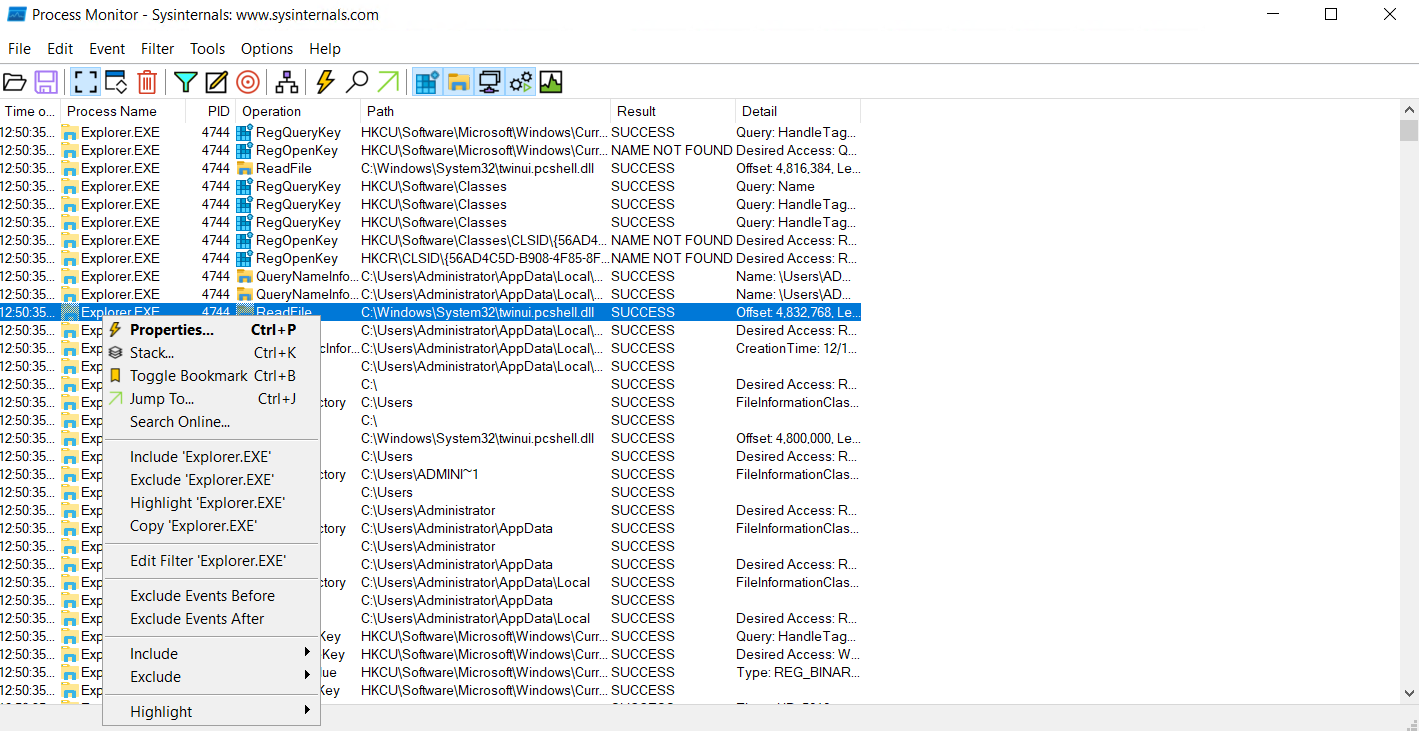 Process Monitor - Sysinternals: www.sysinternals.com
File Edit Event Filter Tools Options Help
Time o... Process Name PID Operation Path Result Detail
12:50:35... Explorer.EXE 4744 RegQueryKey HKCU\Software\Microsoft\Windows\Curr... SUCCESS Query: HandleTag...
12:50:35... Explorer.EXE 4744 RegOpenKey HKCU\Software\Microsoft\Windows\Curr... NAME NOT FOUND Desired Access: Q...
12:50:35... Explorer.EXE 4744 ReadFile C:\Windows\System32\twinui.pcshell.dll SUCCESS Offset: 4,816,384, Le...
12:50:35... Explorer.EXE 4744 RegQueryKey HKCU\Software\Classes SUCCESS Query: Name
12:50:35... Explorer.EXE 4744 RegQueryKey HKCU\Software\Classes SUCCESS Query: HandleTag...
12:50:35... Explorer.EXE 4744 RegQueryKey HKCU\Software\Classes SUCCESS Query: HandleTag...
12:50:35... Explorer.EXE 4744 RegOpenKey HKCU\Software\Classes\CLSID\{56AD4... NAME NOT FOUND Desired Access: R...
12:50:35... Explorer.EXE 4744 RegOpenKey HKCR\CLSID\{56AD4C5D-B908-4F85-8F... NAME NOT FOUND Desired Access: R...
12:50:35... Explorer.EXE 4744 QueryNameInfo... C:\Users\Administrator\AppData\Local\... SUCCESS Name: \Users\AD...
12:50:35... Explorer.EXE 4744 QueryNameInfo... C:\Users\Administrator\AppData\Local\... SUCCESS Name: \Users\AD...
12:50:35... Explorer.EXE 4744 ReadFile C:\Windows\System32\twinui.pcshell.dll SUCCESS Offset: 4,832,768, Le...
12:50:35... Exp C:\Users\Administrator\AppData\Local\... SUCCESS Desired Access: R...
12:50:35... Exp cInfor... C:\Users\Administrator\AppData\Local\... SUCCESS CreationTime: 12/1...
12:50:35... Exp C:\Users\Administrator\AppData\Local\... SUCCESS
12:50:35... Exp C:\ SUCCESS Desired Access: R...
12:50:35... Exp ctory C:\Users SUCCESS FileInformationClas...
12:50:35... Exp C:\ SUCCESS
12:50:35... Exp C:\Windows\System32\twinui.pcshell.dll SUCCESS Offset: 4,800,000, Le...
12:50:35... Exp C:\Users SUCCESS Desired Access: R...
12:50:35... Exp ctory C:\Users\ADMINI~1 SUCCESS FileInformationClas...
12:50:35... Exp C:\Users SUCCESS
12:50:35... Exp C:\Users\Administrator SUCCESS Desired Access: R...
12:50:35... Exp ctory C:\Users\Administrator\AppData SUCCESS FileInformationClas...
12:50:35... Exp C:\Users\Administrator SUCCESS
12:50:35... Exp C:\Users\Administrator\AppData SUCCESS Desired Access: R...
12:50:35... Exp ctory C:\Users\Administrator\AppData\Local SUCCESS FileInformationClas...
12:50:35... Exp C:\Users\Administrator\AppData SUCCESS
12:50:35... Exp C:\Users\Administrator\AppData\Local SUCCESS Desired Access: R...
12:50:35... Exp Key HKCU\Software\Microsoft\Windows\Curr... SUCCESS Query: HandleTag...
12:50:35... Exp Key HKCU\Software\Microsoft\Windows\Curr... SUCCESS Desired Access: W...
12:50:35... Exp ue HKCU\Software\Microsoft\Windows\Curr... SUCCESS Type: REG_BINAR...
12:50:35... Exp Key HKCU\Software\Microsoft\Windows\Curr... SUCCESS
Properties... Ctrl+P
Stack... Ctrl+K
Toggle Bookmark Ctrl+B
Jump To... Ctrl+J
Search Online...
Include 'Explorer.EXE'
Exclude 'Explorer.EXE'
Highlight 'Explorer.EXE'
Copy 'Explorer.EXE'
Edit Filter 'Explorer.EXE'
Exclude Events Before
Exclude Events After
Include
Exclude
Highlight